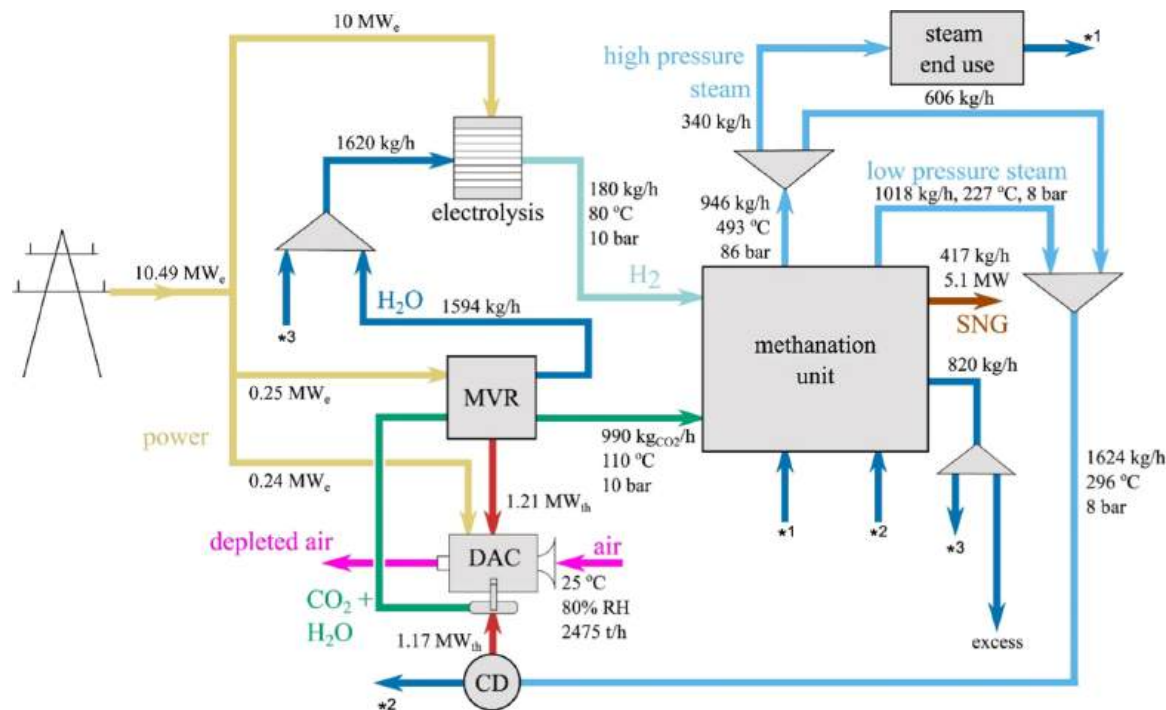 10 MWe
high pressure
steam
steam
end use
*1
606 kg/h
340 kg/h
1620 kg/h
low pressure steam
1018 kg/h, 227 °C, 8 bar
electrolysis
180 kg/h
80 °C
10 bar
946 kg/h
493 °C
86 bar
417 kg/h
5.1 MW
SNG
10.49 MWe
H2O
H2
1594 kg/h
*3
methanation
unit
820 kg/h
0.25 MWe
MVR
power
990 kgCO2/h
110 °C
10 bar
1624 kg/h
296 °C
8 bar
0.24 MWe
1.21 MWth
*1
*2
*3
depleted air
DAC
air
25 °C
80% RH
2475 t/h
CO2 +
H2O
1.17 MWth
excess
CD
*2